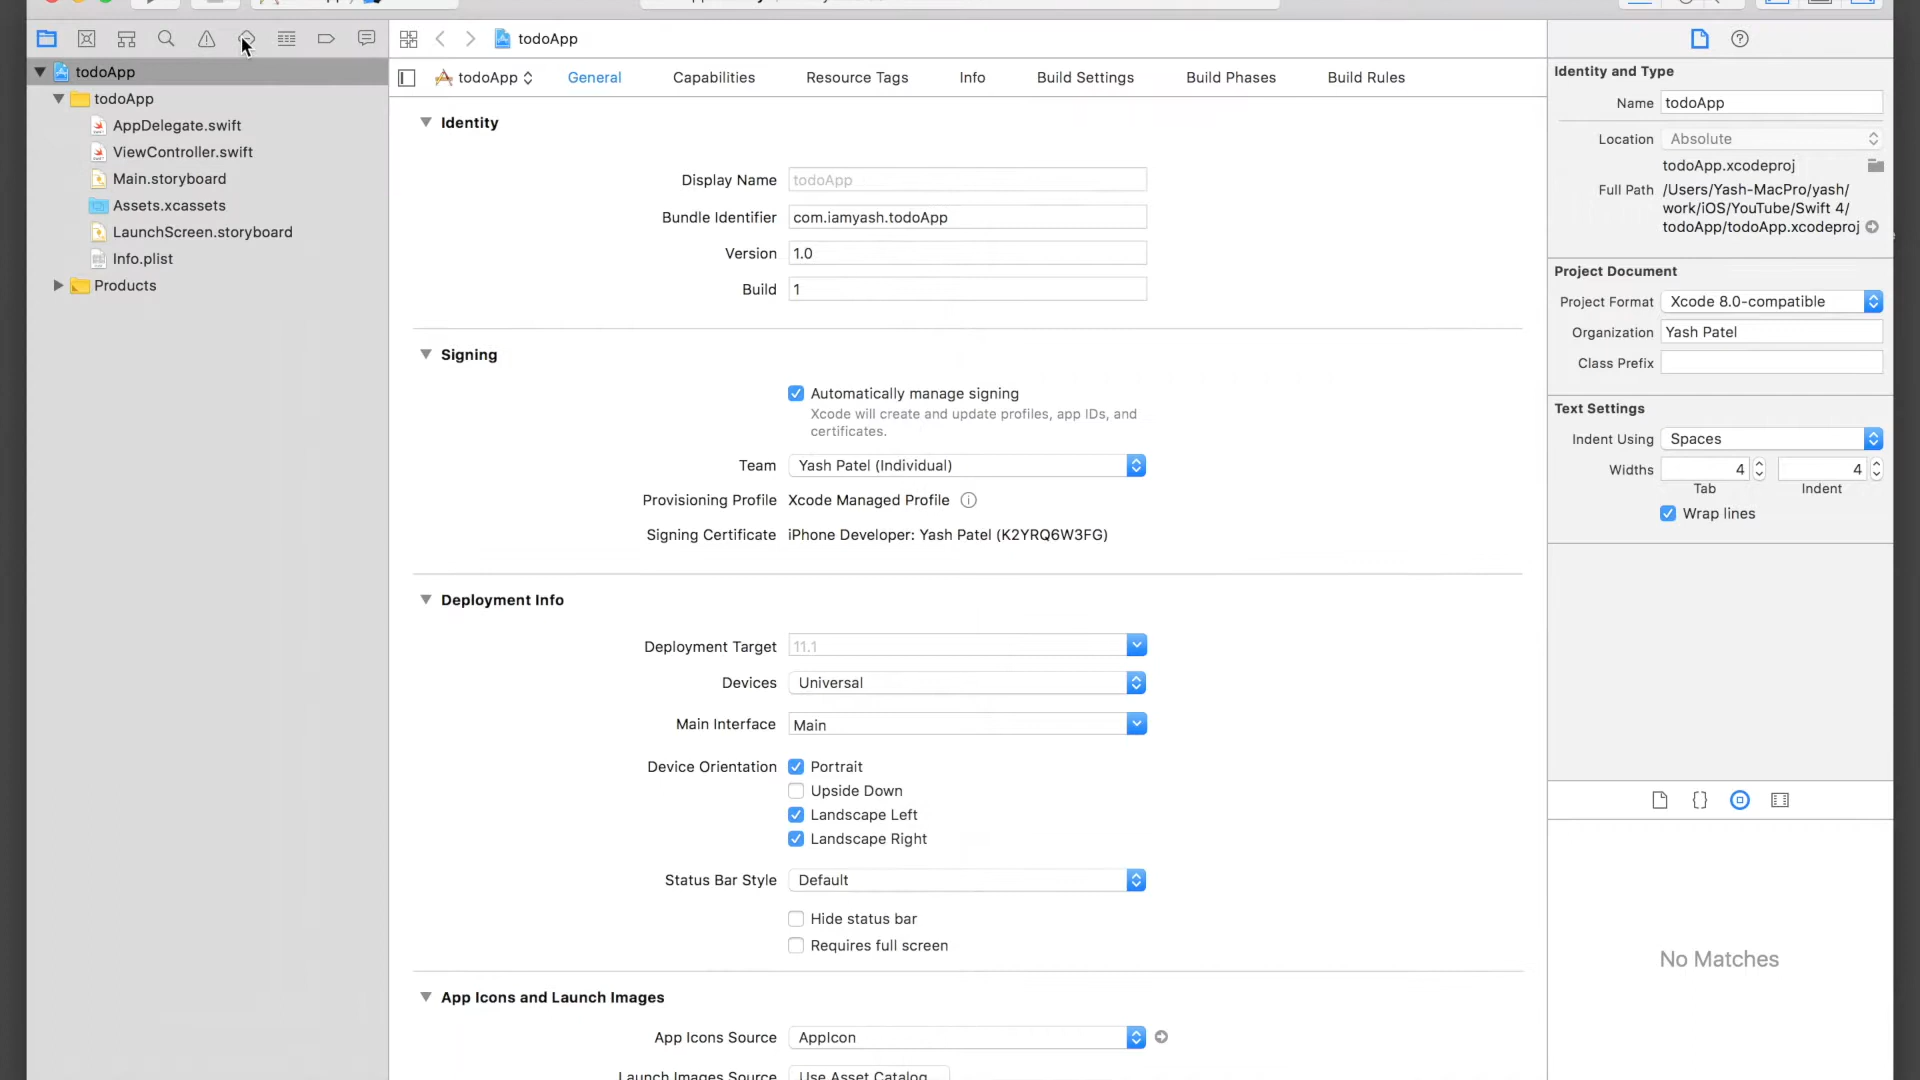 todoApp
todoApp
General
Capabilities
Resource Tags
Info
Build Settings
Build Phases
Build Rules
todoApp
todoApp
AppDelegate.swift
ViewController.swift
Main.storyboard
Assets.xcassets
LaunchScreen.storyboard
Info.plist
Products
Identity
Display Name todoApp
Bundle Identifier com.iamyash.todoApp
Version 1.0
Build 1
Signing
Automatically manage signing
Xcode will create and update profiles, app IDs, and
certificates.
Team Yash Patel (Individual)
Provisioning Profile Xcode Managed Profile
Signing Certificate iPhone Developer: Yash Patel (K2YRQ6W3FG)
Deployment Info
Deployment Target 11.1
Devices Universal
Main Interface Main
Device Orientation Portrait
Upside Down
Landscape Left
Landscape Right
Status Bar Style Default
Hide status bar
Requires full screen
App Icons and Launch Images
App Icons Source AppIcon
Launch Images Source Use Asset Catalog
Identity and Type
Name todoApp
Location Absolute
todoApp.xcodeproj
Full Path /Users/Yash-MacPro/yash/
work/iOS/YouTube/Swift 4/
todoApp/todoApp.xcodeproj
Project Document
Project Format Xcode 8.0-compatible
Organization Yash Patel
Class Prefix
Text Settings
Indent Using Spaces
Widths 4 4
Tab Indent
Wrap lines
No Matches